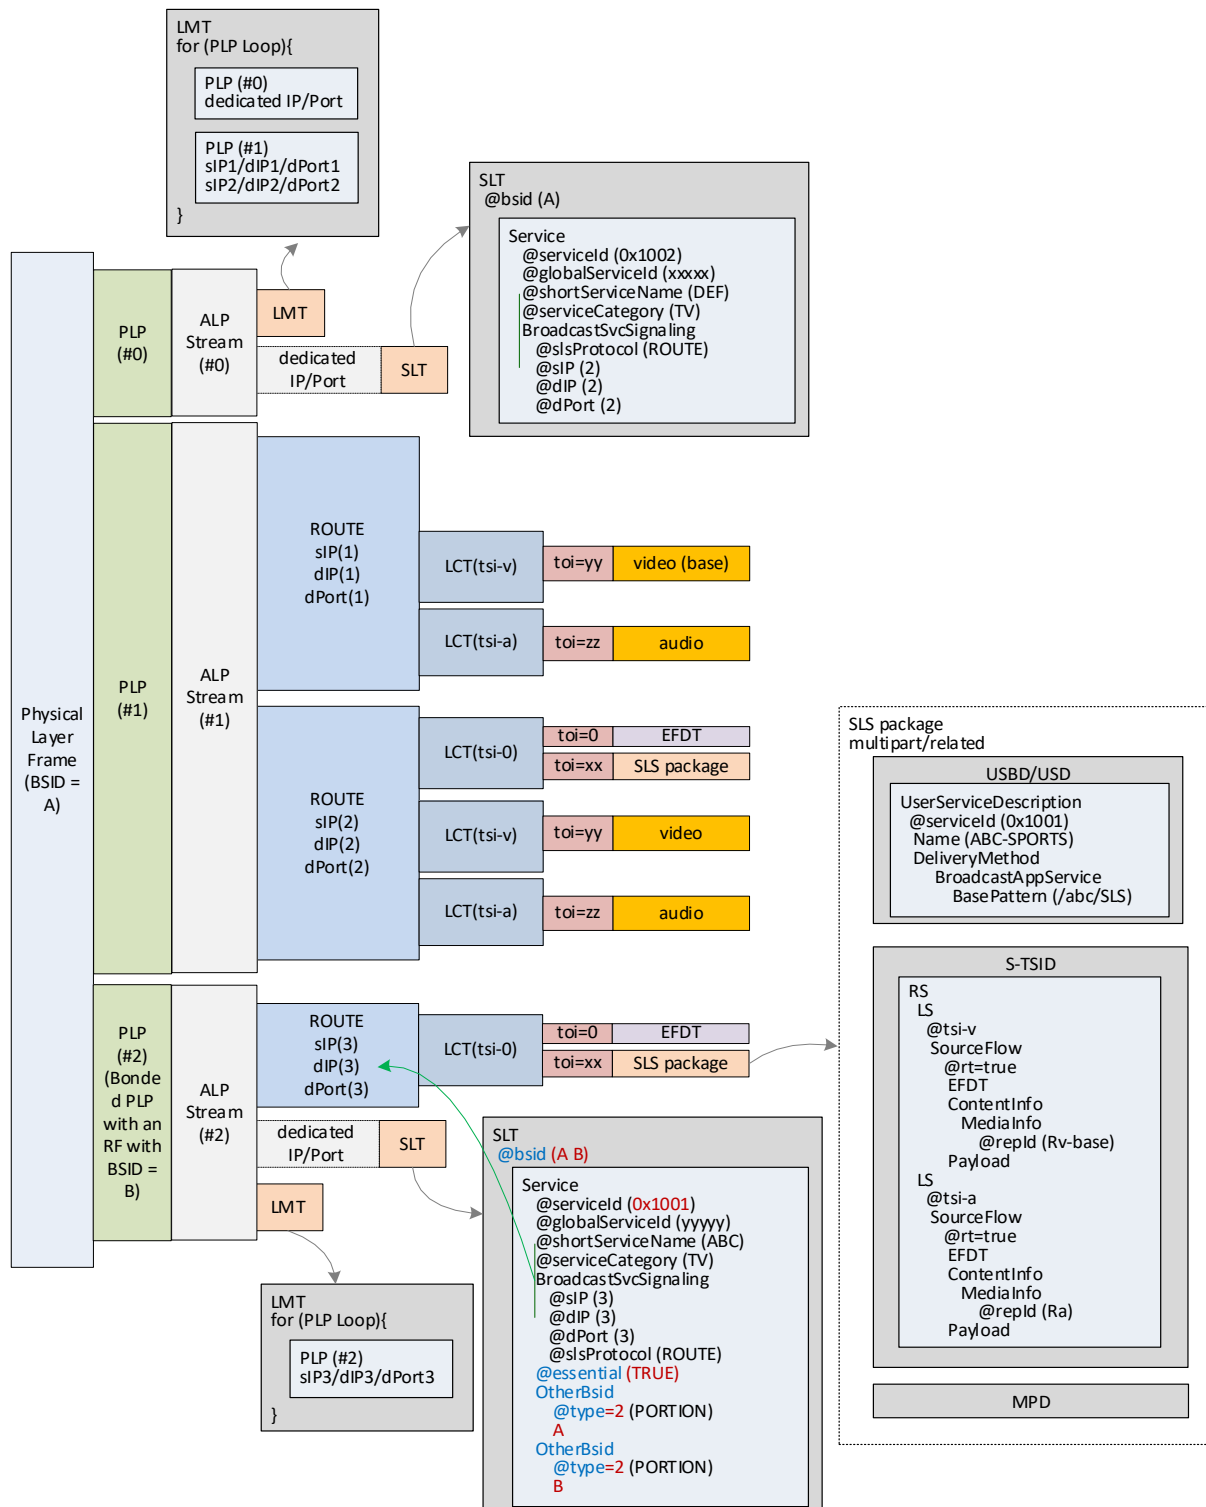 LMT
for (PLP Loop){
PLP (#0)
dedicated IP/Port
PLP (#1)
sIP1/dIP1/dPort1
sIP2/dIP2/dPort2
}
SLT
@bsid (A)
Service
@serviceId (0x1002)
@globalServiceId (xxxxx)
@shortServiceName (DEF)
@serviceCategory (TV)
BroadcastSvcSignaling
@slsProtocol (ROUTE)
@sIP (2)
@dIP (2)
@dPort (2)
Physical
Layer
Frame
(BSID =
A)
PLP
(#0)
ALP
Stream
(#0)
LMT
dedicated
IP/Port
SLT
PLP
(#1)
ALP
Stream
(#1)
ROUTE
sIP(1)
dIP(1)
dPort(1)
LCT(tsi-v)
toi=yy
video (base)
LCT(tsi-a)
toi=zz
audio
ROUTE
sIP(2)
dIP(2)
dPort(2)
LCT(tsi-0)
toi=0
EFDT
toi=xx
SLS package
LCT(tsi-v)
toi=yy
video
LCT(tsi-a)
toi=zz
audio
PLP
(#2)
(Bonde
d PLP
with an
RF with
BSID =
B)
ALP
Stream
(#2)
ROUTE
sIP(3)
dIP(3)
dPort(3)
LCT(tsi-0)
toi=0
EFDT
toi=xx
SLS package
dedicated
IP/Port
SLT
LMT
LMT
for (PLP Loop){
PLP (#2)
sIP3/dIP3/dPort3
}
SLT
@bsid (A B)
Service
@serviceId (0x1001)
@globalServiceId (yyyyy)
@shortServiceName (ABC)
@serviceCategory (TV)
BroadcastSvcSignaling
@sIP (3)
@dIP (3)
@dPort (3)
@slsProtocol (ROUTE)
@essential (TRUE)
OtherBsid
@type=2 (PORTION)
A
OtherBsid
@type=2 (PORTION)
B
SLS package
multipart/related
USBD/USD
UserServiceDescription
@serviceId (0x1001)
Name (ABC-SPORTS)
DeliveryMethod
BroadcastAppService
BasePattern (/abc/SLS)
S-TSID
RS
LS
@tsi-v
SourceFlow
@rt=true
EFDT
ContentInfo
MediaInfo
@repId (Rv-base)
Payload
LS
@tsi-a
SourceFlow
@rt=true
EFDT
ContentInfo
MediaInfo
@repId (Ra)
Payload
MPD